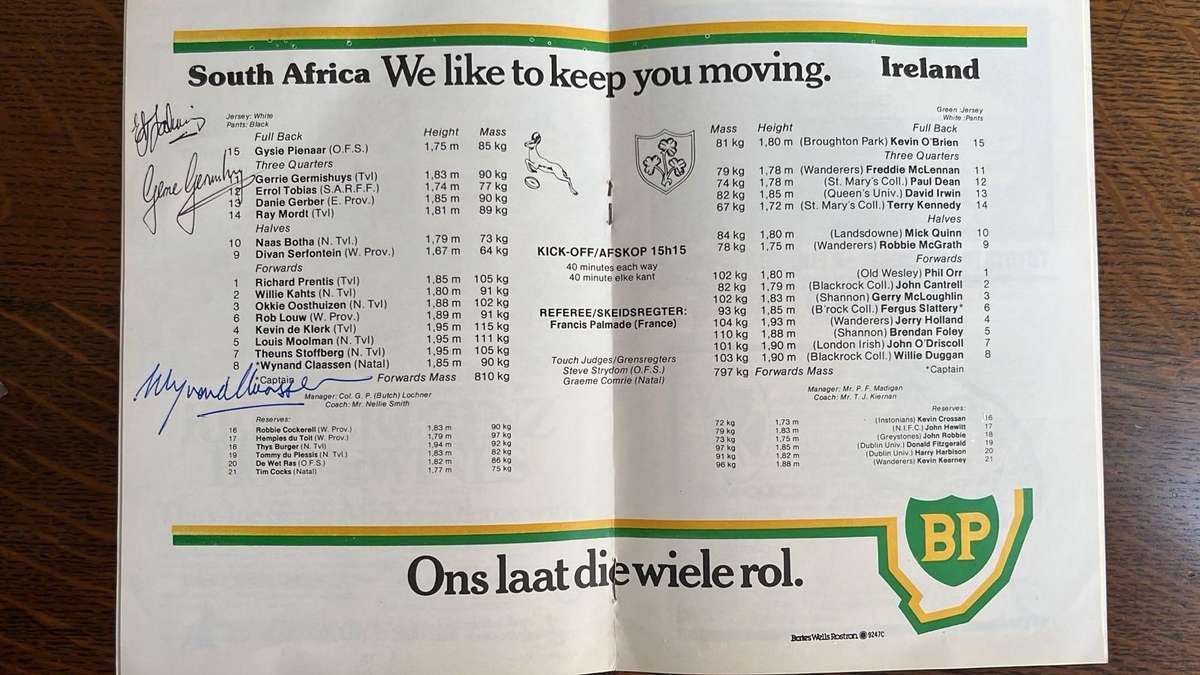 South Africa We like to keep you moving. Ireland
Jersey: White
Pants: Black
Height Mass
Full Back
15 Gysie Pienaar (O.F.S.) 1,75 m 85 kg
Three Quarters
Gerrie Germishuys (Tvl) 1,83 m 90 kg
12 Errol Tobias (S.A.R.F.F.) 1,74 m 77 kg
13 Danie Gerber (E. Prov.) 1,85 m 90 kg
14 Ray Mordt (Tvl) 1,81 m 89 kg
Halves
10 Naas Botha (N. Tvl.) 1,79 m 73 kg
9 Divan Serfontein (W. Prov.) 1,67 m 64 kg
Forwards
1 Richard Prentis (Tvl) 1,85 m 105 kg
2 Willie Kahts (N. Tvl) 1,80 m 91 kg
3 Okkie Oosthuizen (N. Tvl) 1,88 m 102 kg
6 Rob Louw (W. Prov.) 1,89 m 91 kg
4 Kevin de Klerk (Tvl) 1,95 m 115 kg
5 Louis Moolman (N. Tvl) 1,95 m 111 kg
7 Theuns Stoffberg (N. Tvl) 1,95 m 105 kg
8 *Wynand Claassen (Natal) 1,85 m 90 kg
*Captain Forwards Mass 810 kg
Manager: Col. G. P. (Butch) Lochner
Coach: Mr. Nellie Smith
Reserves:
16 Robbie Cockerell (W. Prov.) 1,83 m 90 kg
17 Hempies du Toit (W. Prov.) 1,79 m 97 kg
18 Thys Burger (N. Tvl) 1,94 m 92 kg
19 Tommy du Plessis (N. Tvl) 1,83 m 82 kg
20 De Wet Ras (O.F.S.) 1,82 m 86 kg
21 Tim Cocks (Natal) 1,77 m 75 kg
Gene Germishuys
Wynand Claassen
KICK-OFF/AFSKOP 15h15
40 minutes each way
40 minute elke kant
REFEREE/SKEIDSREGTER:
Francis Palmade (France)
Touch Judges/Grensregters
Steve Strydom (O.F.S.)
Graeme Comrie (Natal)
Green :Jersey
White :Pants
Mass Height Full Back
81 kg 1,80 m (Broughton Park) Kevin O'Brien 15
Three Quarters
79 kg 1,78 m (Wanderers) Freddie McLennan 11
74 kg 1,78 m (St. Mary's Coll.) Paul Dean 12
82 kg 1,85 m (Queen's Univ.) David Irwin 13
67 kg 1,72 m (St. Mary's Coll.) Terry Kennedy 14
Halves
84 kg 1,80 m (Landsdowne) Mick Quinn 10
78 kg 1,75 m (Wanderers) Robbie McGrath 9
Forwards
102 kg 1,80 m (Old Wesley) Phil Orr 1
82 kg 1,79 m (Blackrock Coll.) John Cantrell 2
102 kg 1,83 m (Shannon) Gerry McLoughlin 3
93 kg 1,85 m (B'rock Coll.) Fergus Slattery* 6
104 kg 1,93 m (Wanderers) Jerry Holland 4
110 kg 1,88 m (Shannon) Brendan Foley 5
101 kg 1,90 m (London Irish) John O'Driscoll 7
103 kg 1,90 m (Blackrock Coll.) Willie Duggan 8
797 kg Forwards Mass *Captain
Manager: Mr. P. F. Madigan
Coach: Mr. T. J. Kiernan
Reserves:
72 kg 1,73 m (Instonians) Kevin Crossan 16
79 kg 1,83 m (N.I.F.C.) John Hewitt 17
73 kg 1,75 m (Greystones) John Robbie 18
97 kg 1,85 m (Dublin Univ.) Donald Fitzgerald 19
91 kg 1,82 m (Dublin Univ.) Harry Harbison 20
96 kg 1,88 m (Wanderers) Kevin Kearney 21
BP
Ons laat die wiele rol.
Bates Wells Rostron 9247C